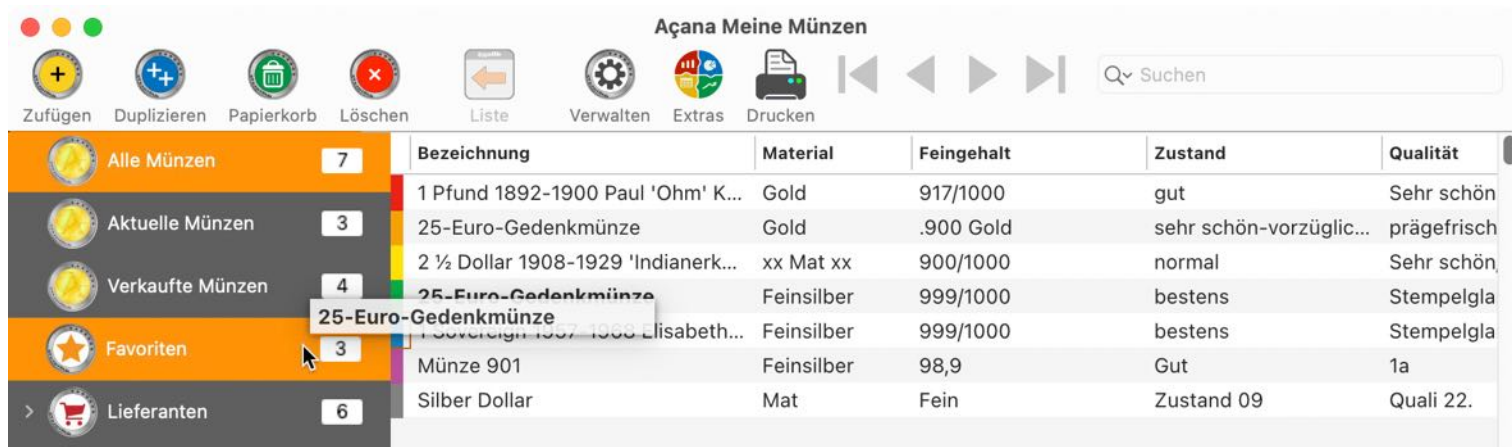 Açana Meine Münzen
Zufügen Duplizieren Papierkorb Löschen Liste Verwalten Extras Drucken
Suchen
Alle Münzen 7
Aktuelle Münzen 3
Verkaufte Münzen 4
Favoriten 3
Lieferanten 6
Bezeichnung Material Feingehalt Zustand Qualität
1 Pfund 1892-1900 Paul 'Ohm' K... Gold 917/1000 gut Sehr schön
25-Euro-Gedenkmünze Gold .900 Gold sehr schön-vorzüglic... prägefrisch
2 ½ Dollar 1908-1929 'Indianerk... xx Mat xx 900/1000 normal Sehr schön,
25-Euro-Gedenkmünze Feinsilber 999/1000 bestens Stempelgla
25-Euro-Gedenkmünze
1 Sovereign 1957-1968 Elisabeth... Feinsilber 999/1000 bestens Stempelgla
Münze 901 Feinsilber 98,9 Gut 1a
Silber Dollar Mat Fein Zustand 09 Quali 22.